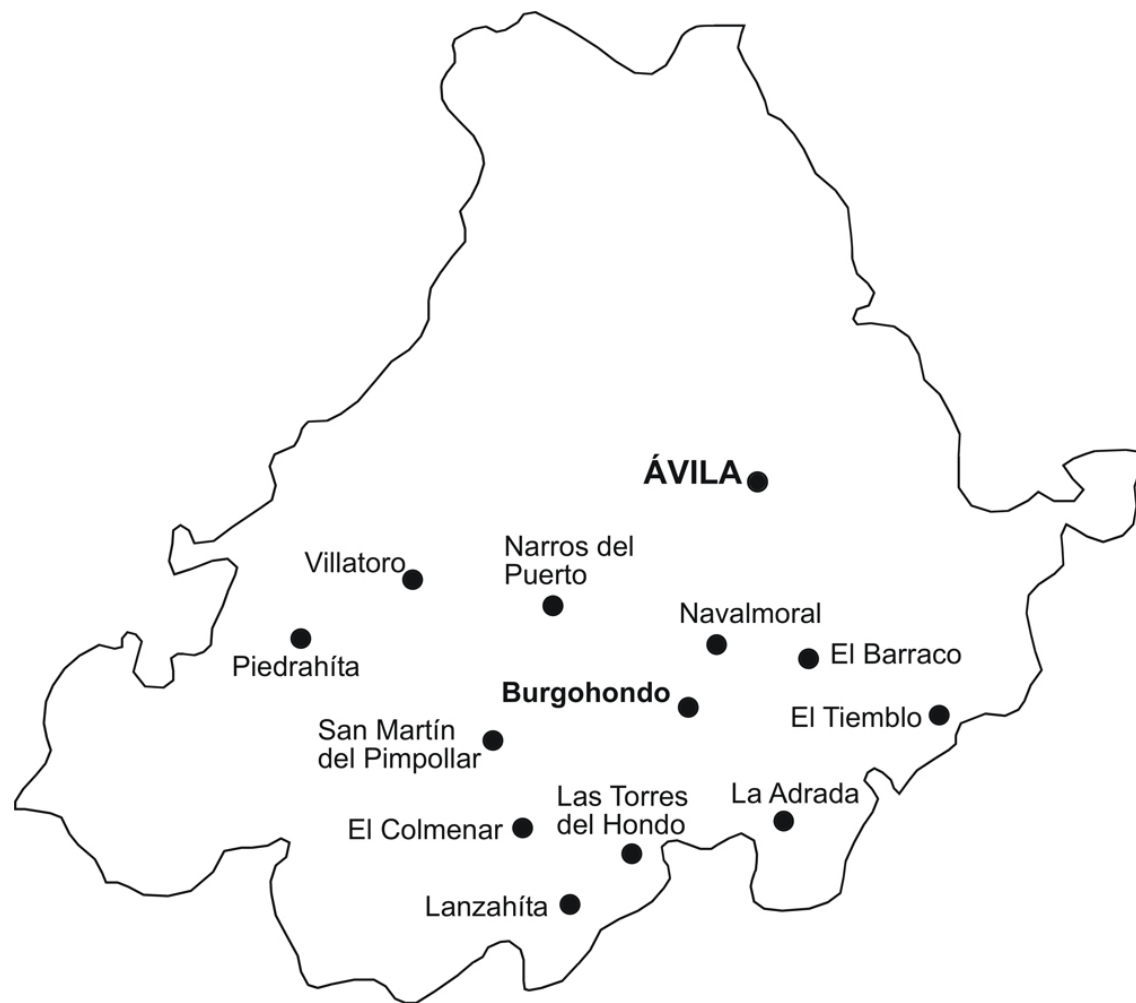 ÁVILA
Narros del
Puerto
Villatoro
Navalmoral
El Barraco
Piedrahíta
Burgohondo
El Tiemblo
San Martín
del Pimpollar
La Adrada
Las Torres
del Hondo
El Colmenar
Lanzahíta